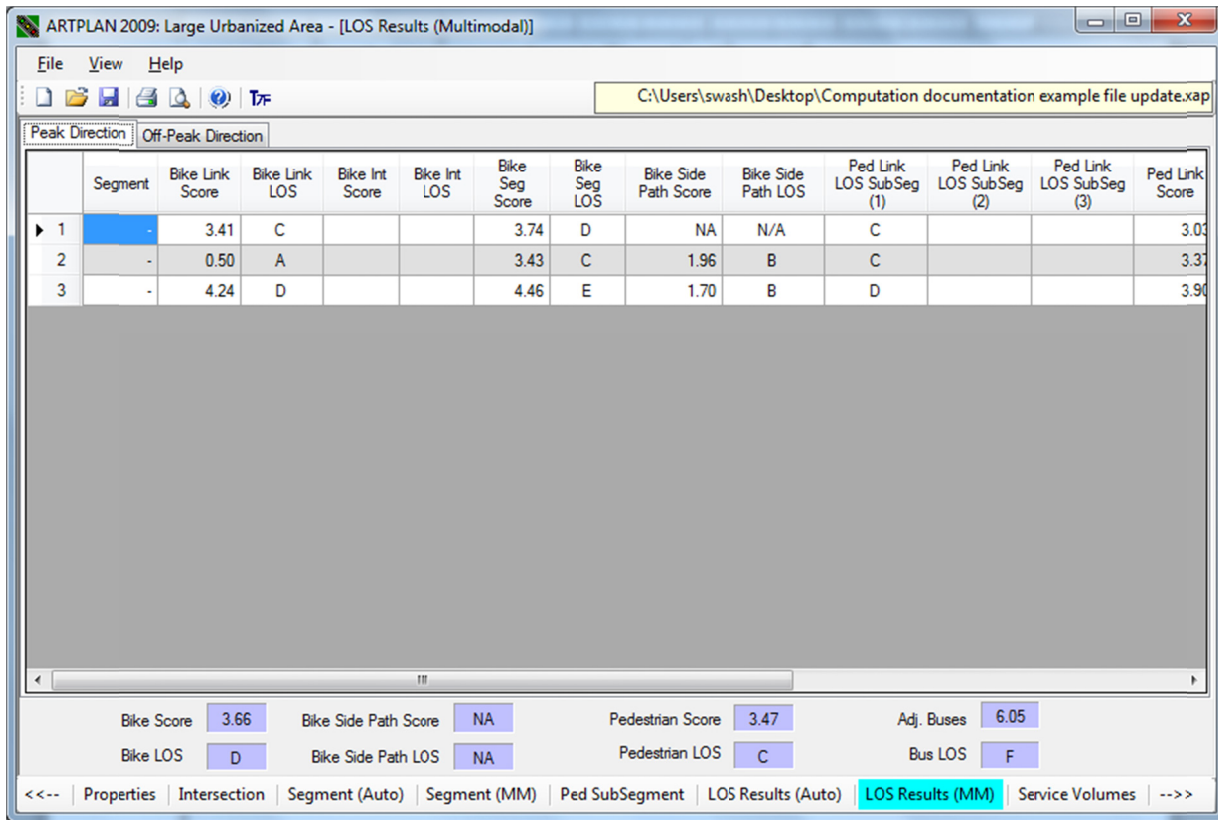 ARTPLAN 2009: Large Urbanized Area - [LOS Results (Multimodal)]
File View Help
C:\Users\swash\Desktop\Computation documentation example file update.xap
Peak Direction Off-Peak Direction
Segment Bike Link Score Bike Link LOS Bike Int Score Bike Int LOS Bike Seg Score Bike Seg LOS Bike Side Path Score Bike Side Path LOS Ped Link LOS SubSeg (1) Ped Link LOS SubSeg (2) Ped Link LOS SubSeg (3) Ped Link Score
1 - 3.41 C 3.74 D NA N/A C 3.03
2 - 0.50 A 3.43 C 1.96 B C 3.37
3 - 4.24 D 4.46 E 1.70 B D 3.90
Bike Score 3.66 Bike Side Path Score NA Pedestrian Score 3.47 Adj. Buses 6.05
Bike LOS D Bike Side Path LOS NA Pedestrian LOS C Bus LOS F
<<-- Properties Intersection Segment (Auto) Segment (MM) Ped SubSegment LOS Results (Auto) LOS Results (MM) Service Volumes -->>